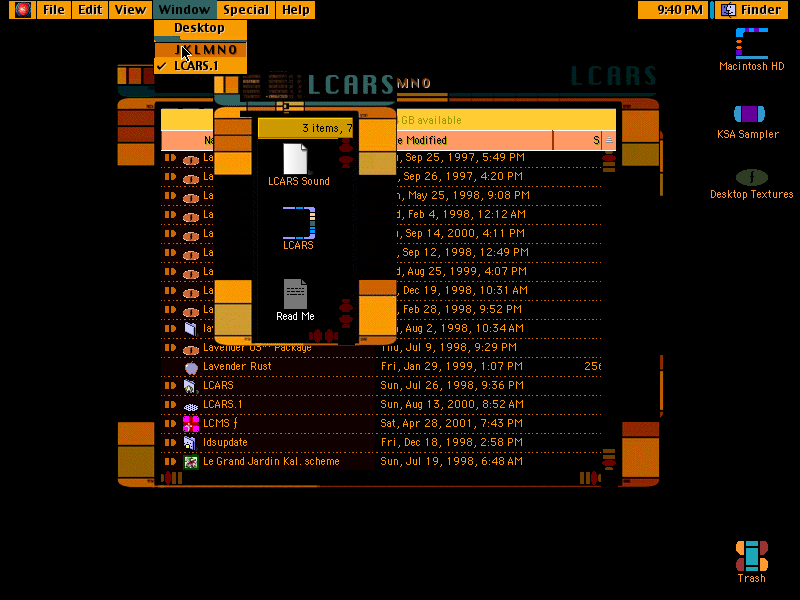 File Edit View Window Special Help 9:40 PM Finder
Desktop
JKLMNO
✓ LCARS.1
Macintosh HD
KSA Sampler
Desktop Textures
Trash
LCARS
LCARS
MNO
3 items, 7
LCARS Sound
LCARS
Read Me
GB available
Na e Modified S
La , Sep 25, 1997, 5:49 PM
La , Sep 26, 1997, 4:20 PM
La n, May 25, 1998, 9:08 PM
La d, Feb 4, 1998, 12:12 AM
La , Sep 14, 2000, 4:11 PM
La , Sep 12, 1998, 12:49 PM
La d, Aug 25, 1999, 4:07 PM
La , Dec 19, 1998, 10:31 AM
La , Feb 28, 1998, 9:52 PM
la , Aug 2, 1998, 10:34 AM
Lavender OS Package Thu, Jul 9, 1998, 9:29 PM
Lavender Rust Fri, Jan 29, 1999, 1:07 PM 256
LCARS Sun, Jul 26, 1998, 9:36 PM
LCARS.1 Sun, Aug 13, 2000, 8:52 AM
LCMS ƒ Sat, Apr 28, 2001, 7:43 PM
ldsupdate Fri, Dec 18, 1998, 2:58 PM
Le Grand Jardin Kal. scheme Sun, Jul 19, 1998, 6:48 AM